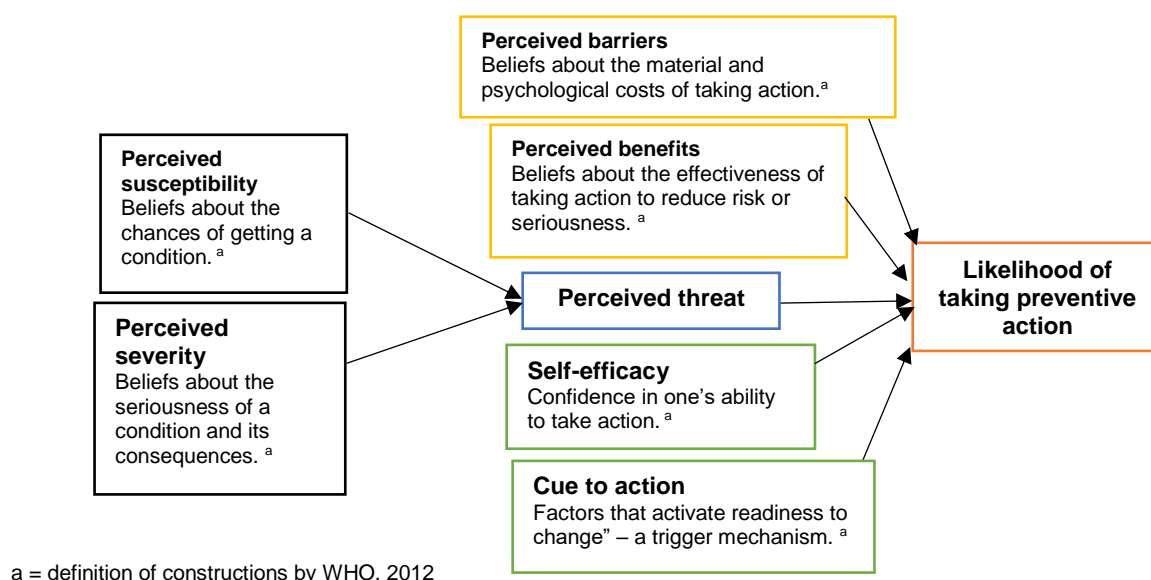 Perceived barriers
Beliefs about the material and
psychological costs of taking action.ᵃ
Perceived
susceptibility
Beliefs about the
chances of getting a
condition. ᵃ
Perceived benefits
Beliefs about the effectiveness of
taking action to reduce risk or
seriousness. ᵃ
Perceived threat
Likelihood of
taking preventive
action
Perceived
severity
Beliefs about the
seriousness of a
condition and its
consequences. ᵃ
Self-efficacy
Confidence in one’s ability
to take action. ᵃ
Cue to action
Factors that activate readiness to
change” – a trigger mechanism. ᵃ
a = definition of constructions by WHO, 2012